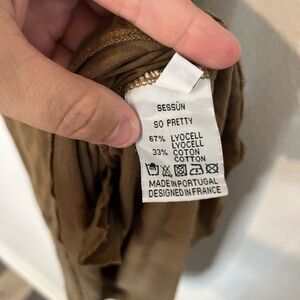 SESSÙN
SO PRETTY
67% LYOCELL
LYOCELL
33% COTON
COTTON
MADE IN PORTUGAL
DESIGNED IN FRANCE